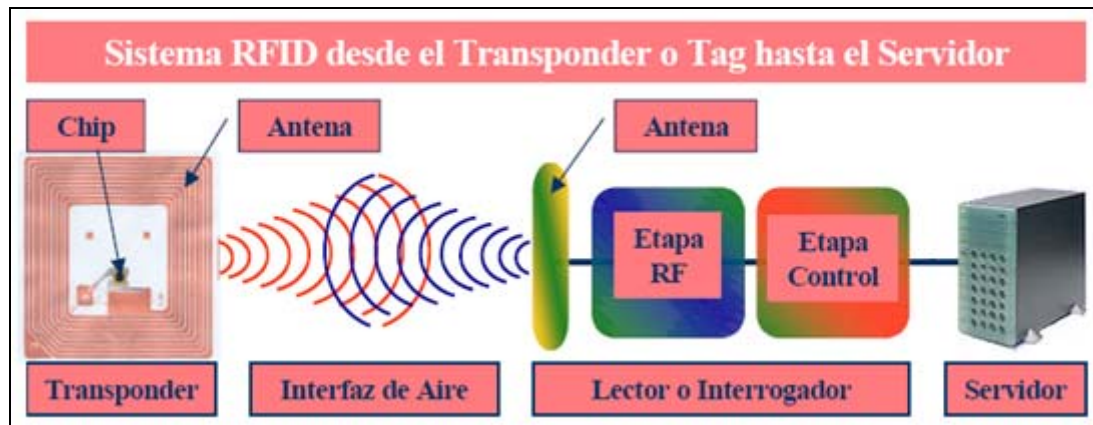 Sistema RFID desde el Transponder o Tag hasta el Servidor
Chip
Antena
Antena
Etapa
RF
Etapa
Control
Transponder
Interfaz de Aire
Lector o Interrogador
Servidor